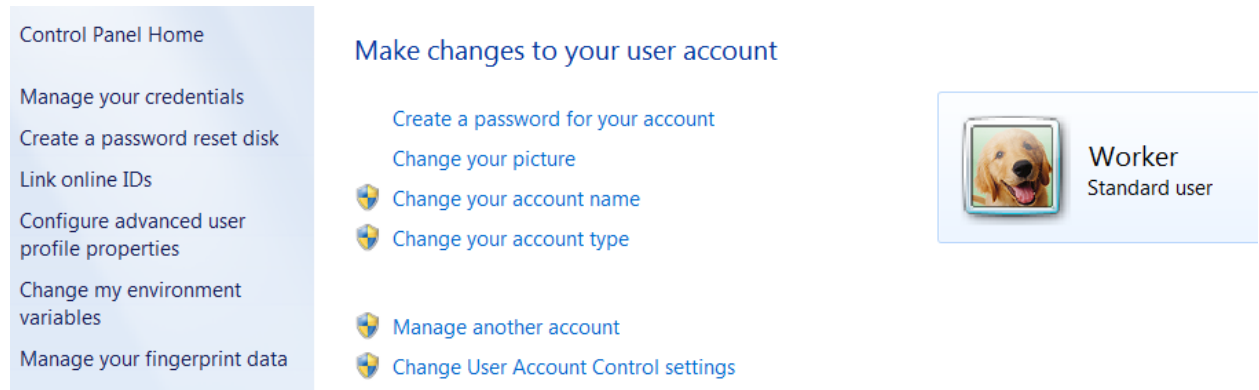 Control Panel Home
Manage your credentials
Create a password reset disk
Link online IDs
Configure advanced user
profile properties
Change my environment
variables
Manage your fingerprint data
Make changes to your user account
Create a password for your account
Change your picture
Change your account name
Change your account type
Manage another account
Change User Account Control settings
Worker
Standard user